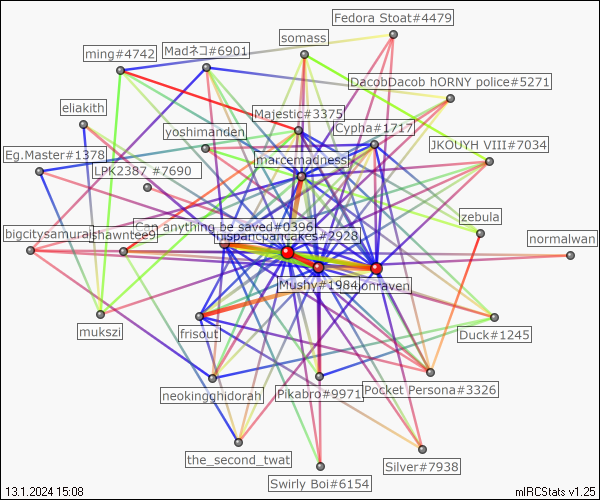 Fedora Stoat#4479
somass
Madネコ#6901
ming#4742
DacobDacob hORNY police#5271
eliakith
Majestic#3375
Cypha#1717
yoshimanden
JKOUYH VIII#7034
Eg.Master#1378
marcemadness
LPK2387 #7690
zebula
Can anything be saved#0396
bigcitysamurai
shawntee9
#2928
normalwan
Mushy#1984
onraven
mukszi
frisout
Duck#1245
neokingghidorah
Pikabro#9971
Pocket Persona#3326
the_second_twat
Silver#7938
Swirly Boi#6154
13.1.2024 15:08
mIRCStats v1.25